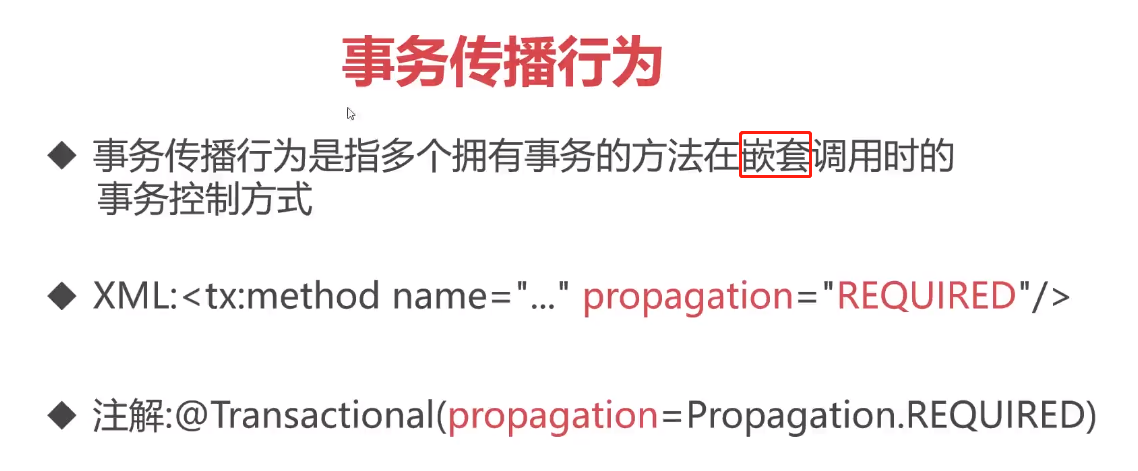 事务传播行为
◆ 事务传播行为是指多个拥有事务的方法在嵌套调用时的
事务控制方式
◆ XML:<tx:method name="..." propagation="REQUIRED"/>
◆ 注解:@Transactional(propagation=Propagation.REQUIRED)